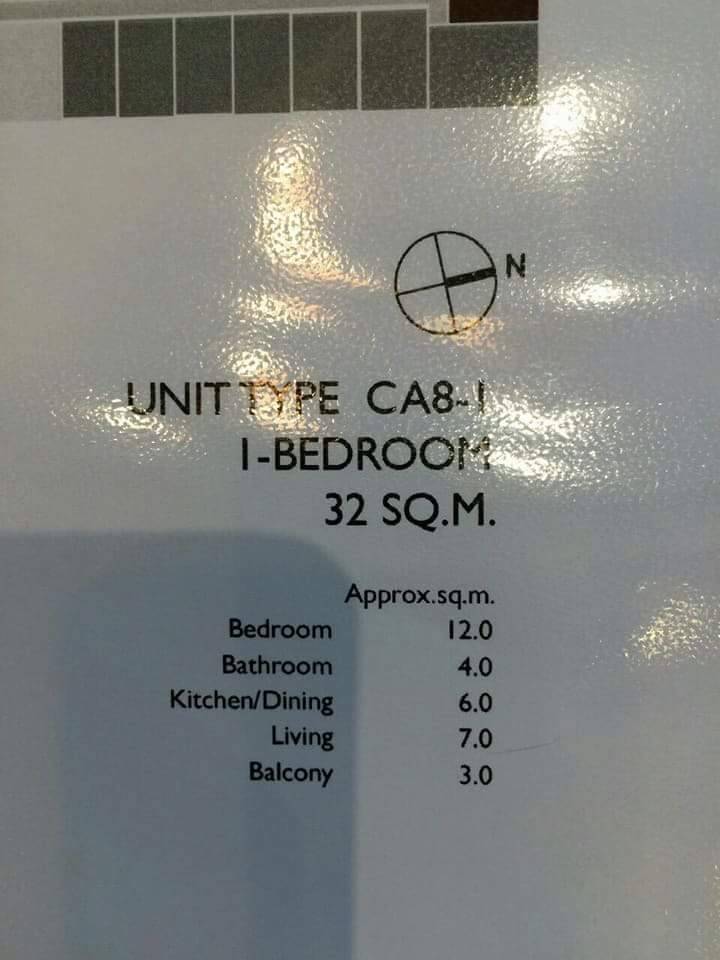 N
UNIT TYPE CA8-1
1-BEDROOM
32 SQ.M.
Approx.sq.m.
Bedroom 12.0
Bathroom 4.0
Kitchen/Dining 6.0
Living 7.0
Balcony 3.0